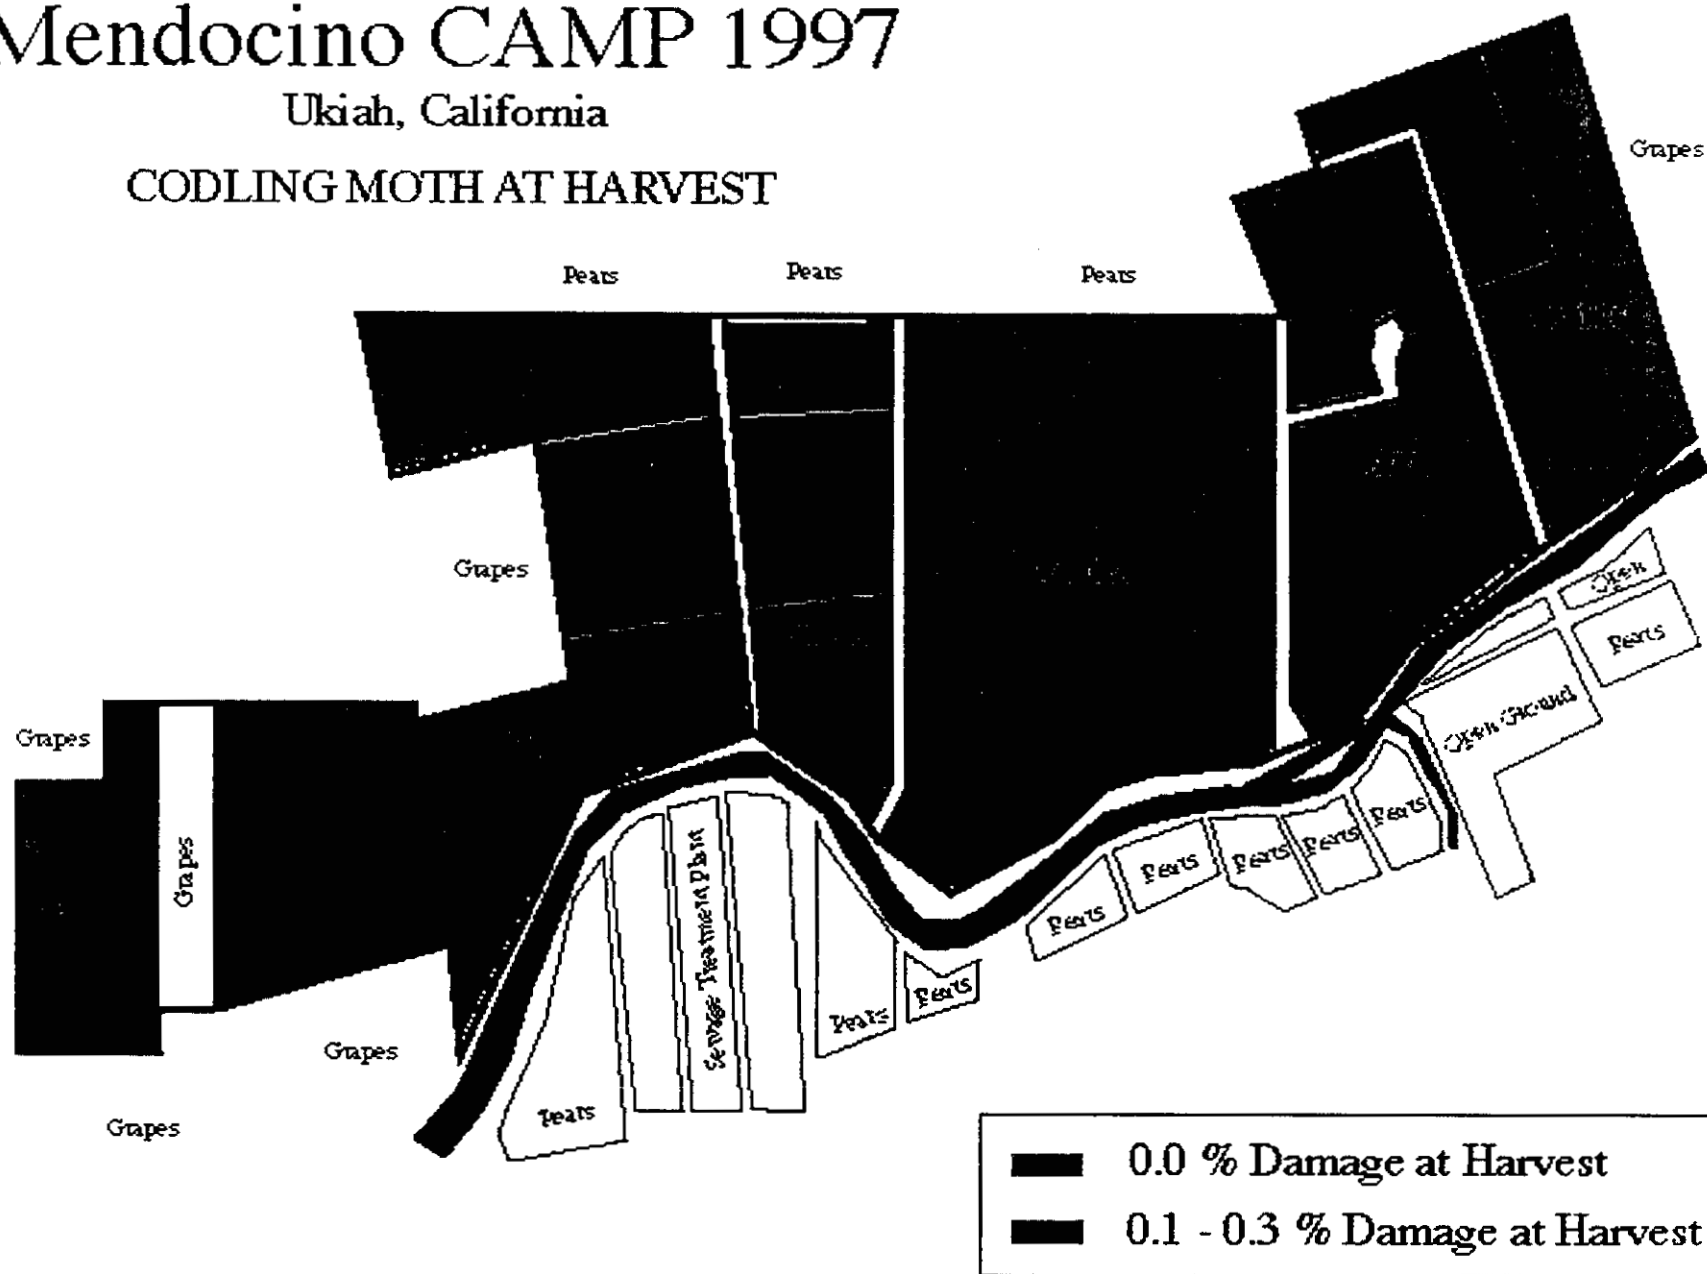 Mendocino CAMP 1997
Ukiah, California
CODLING MOTH AT HARVEST
Grapes
Pears
Pears
Pears
Grapes
Open
Pears
Grapes
Open Ground
Grapes
Pears
Pears
Pears
Pears
Pears
Sewage Treatment Plant
Pears
Pears
Grapes
Pears
Grapes
0.0 % Damage at Harvest
0.1 - 0.3 % Damage at Harvest